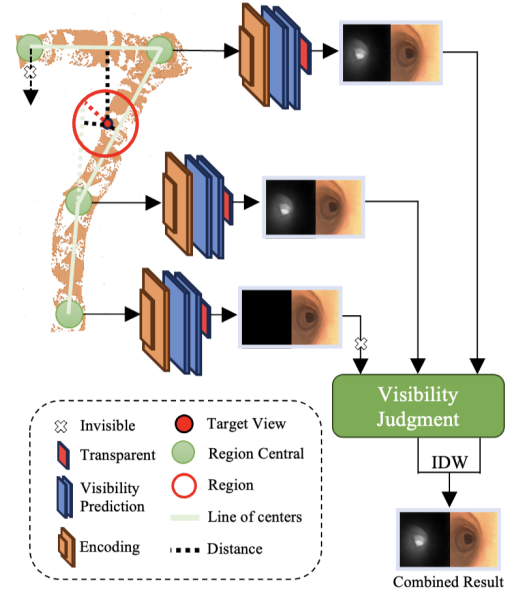 Visibility
Judgment
IDW
Invisible
Transparent
Visibility
Prediction
Encoding
Target View
Region Central
Region
Line of centers
Distance
Combined Result